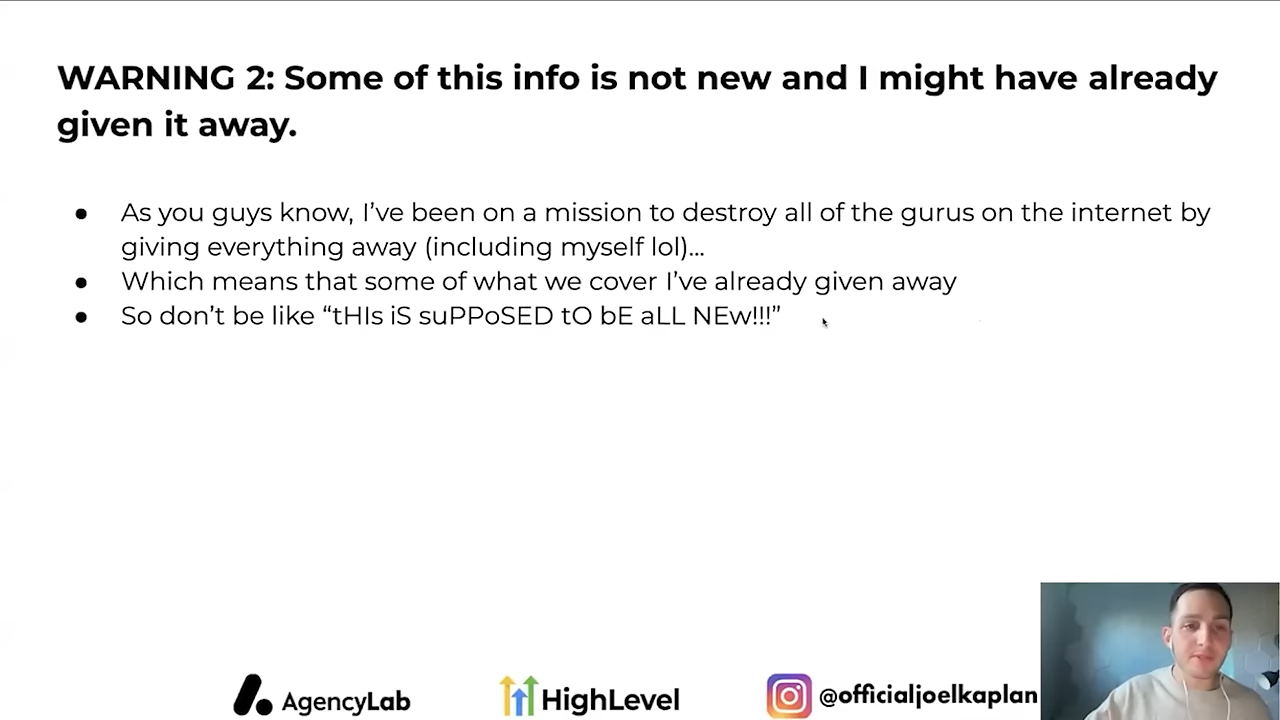 WARNING 2: Some of this info is not new and I might have already
given it away.
● As you guys know, I’ve been on a mission to destroy all of the gurus on the internet by
giving everything away (including myself lol)...
● Which means that some of what we cover I’ve already given away
● So don’t be like “tHIs iS suPPoSED tO bE aLL NEw!!!”
AgencyLab
HighLevel
@officialjoelkaplan